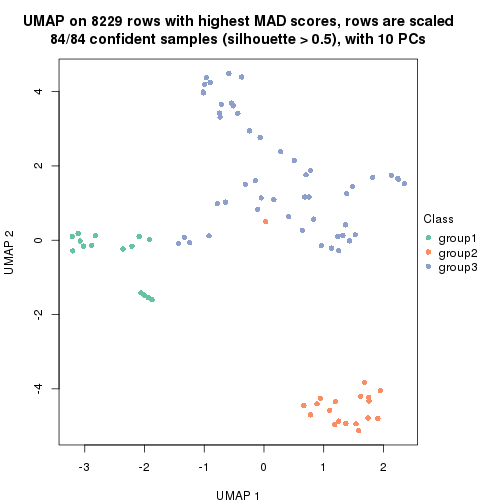 UMAP on 8229 rows with highest MAD scores, rows are scaled
84/84 confident samples (silhouette > 0.5), with 10 PCs
4
2
0
-2
-4
UMAP 2
-3
-2
-1
0
1
2
UMAP 1
Class
group1
group2
group3